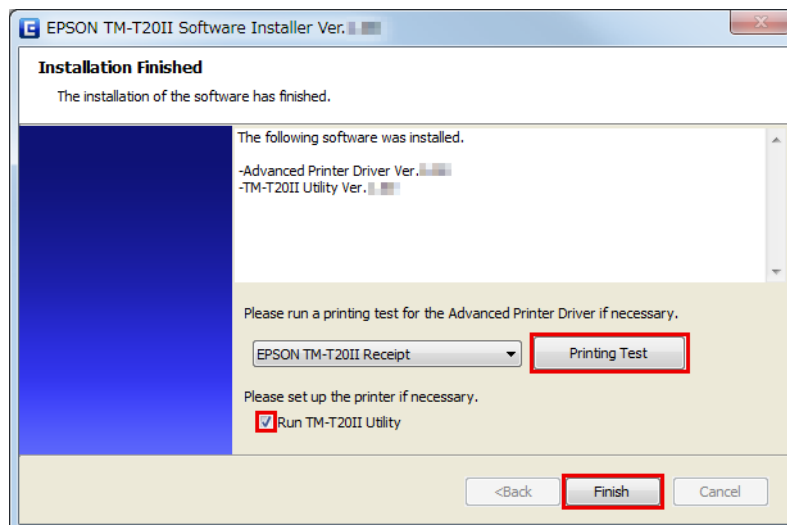 EPSON TM-T20II Software Installer Ver.
Installation Finished
The installation of the software has finished.
The following software was installed.
-Advanced Printer Driver Ver.
-TM-T20II Utility Ver.
Please run a printing test for the Advanced Printer Driver if necessary.
EPSON TM-T20II Receipt
Printing Test
Please set up the printer if necessary.
Run TM-T20II Utility
<Back
Finish
Cancel